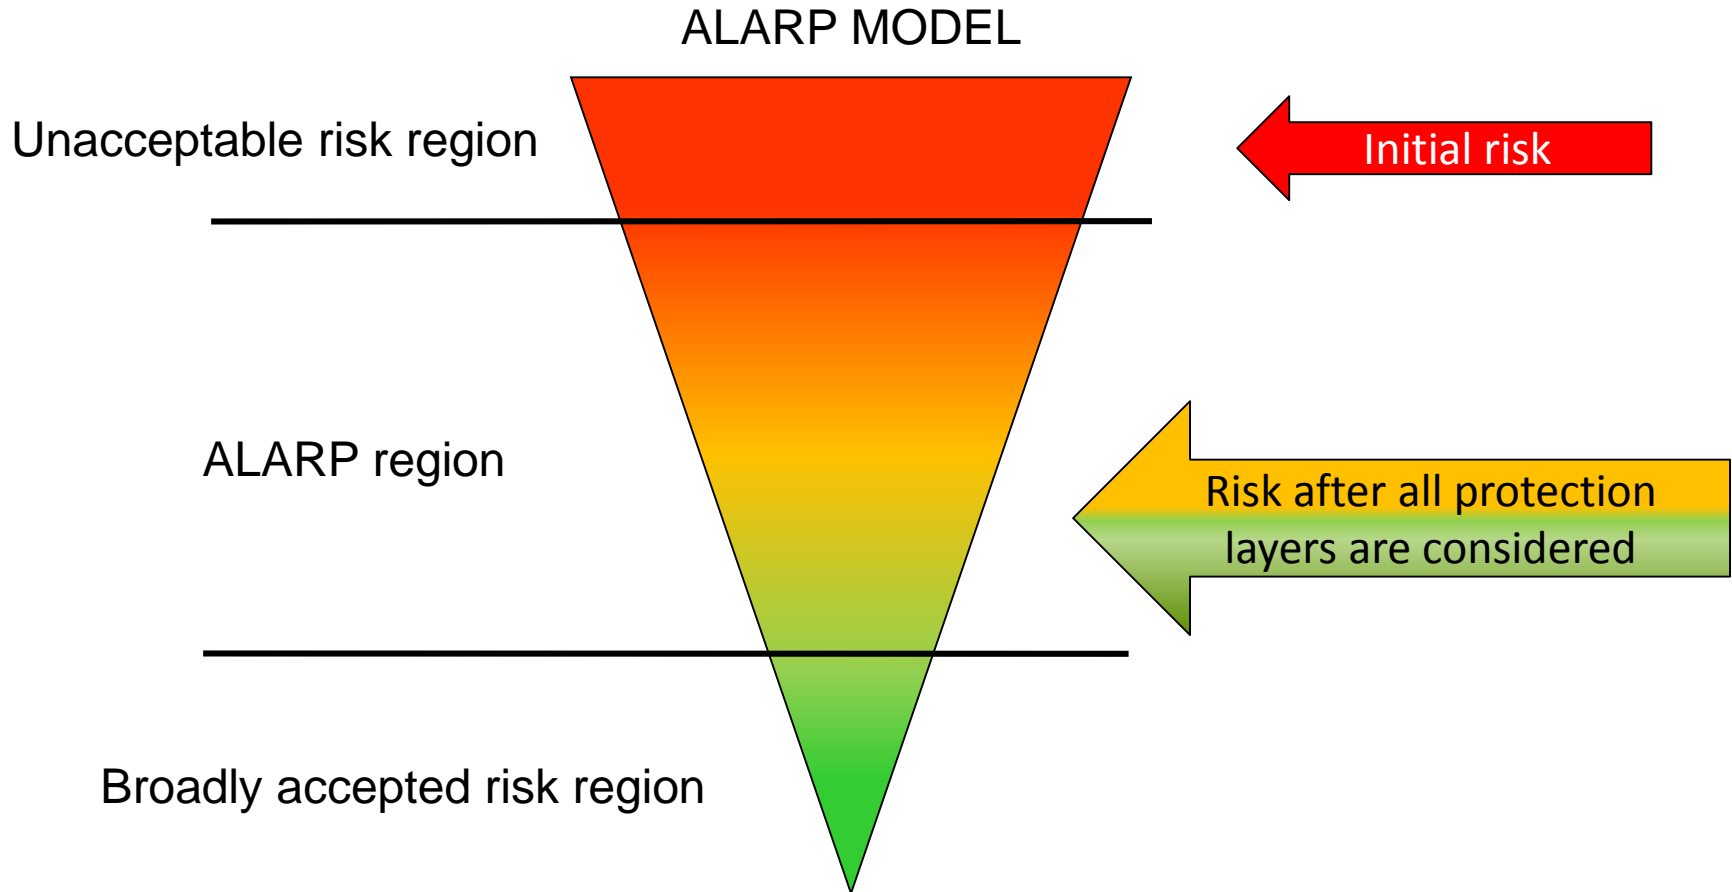 ALARP MODEL
Unacceptable risk region
Initial risk
ALARP region
Risk after all protection
layers are considered
Broadly accepted risk region